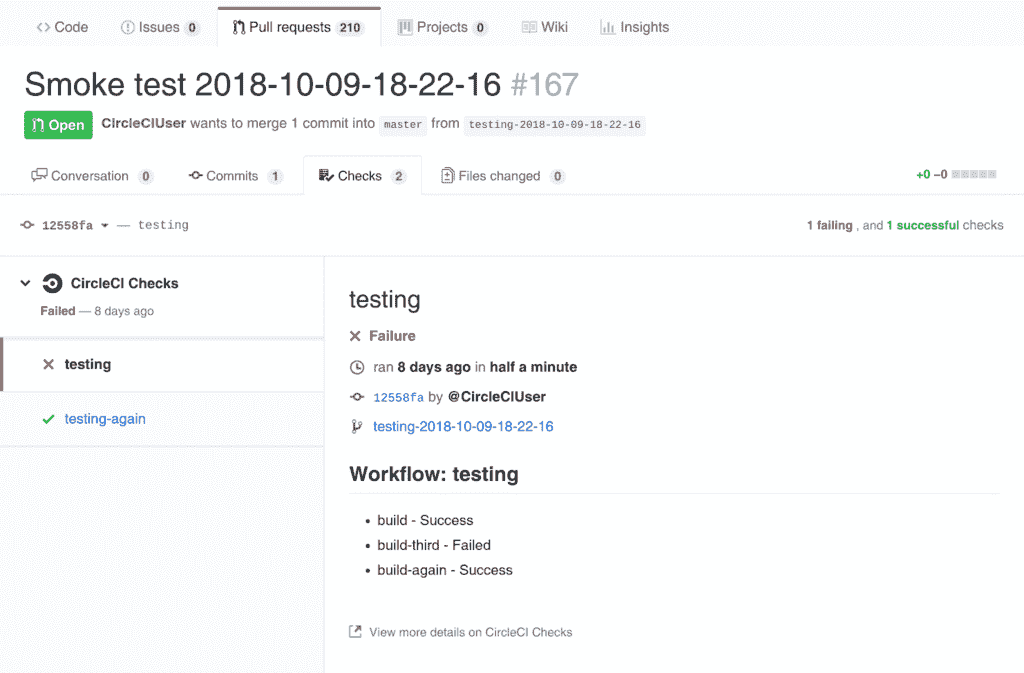 Code Issues 0 Pull requests 210 Projects 0 Wiki Insights
Smoke test 2018-10-09-18-22-16 #167
Open CircleCIUser wants to merge 1 commit into master from testing-2018-10-09-18-22-16
Conversation 0 Commits 1 Checks 2 Files changed 0 +0 −0
12558fa — testing 1 failing , and 1 successful checks
CircleCI Checks
Failed — 8 days ago
testing
testing-again
testing
Failure
ran 8 days ago in half a minute
12558fa by @CircleCIUser
testing-2018-10-09-18-22-16
Workflow: testing
• build - Success
• build-third - Failed
• build-again - Success
View more details on CircleCI Checks